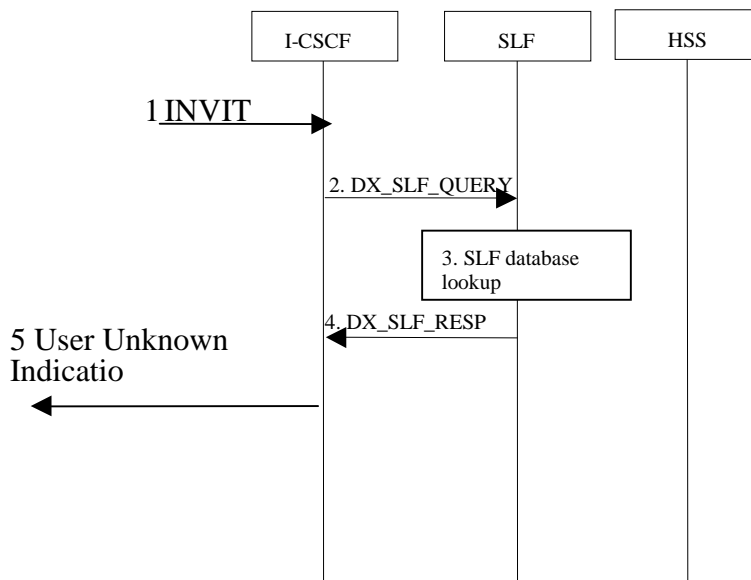 I-CSCF
SLF
HSS
1 INVIT
2. DX_SLF_QUERY
3. SLF database
lookup
4. DX_SLF_RESP
5 User Unknown
Indicatio